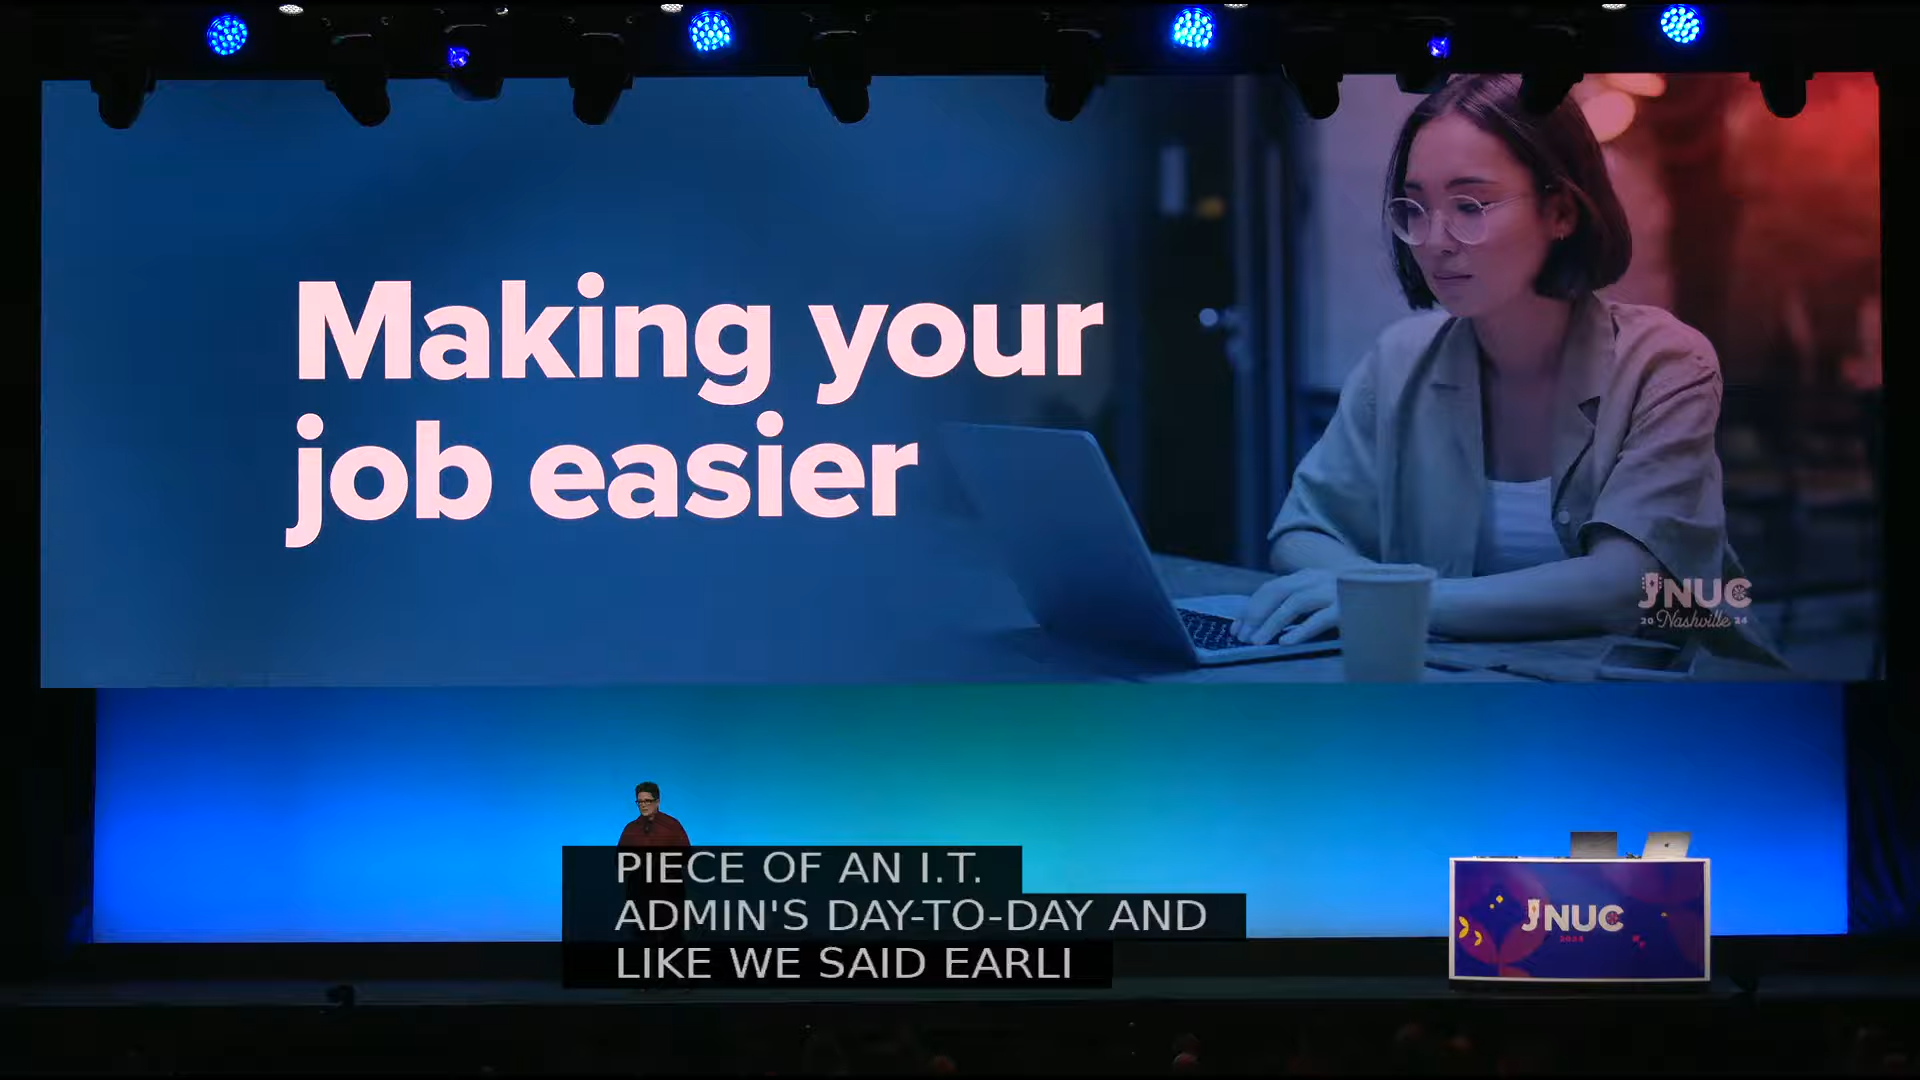 Making your
job easier
JNUC
20 Nashville 24
PIECE OF AN I.T.
ADMIN'S DAY-TO-DAY AND
LIKE WE SAID EARLI
JNUC
2024